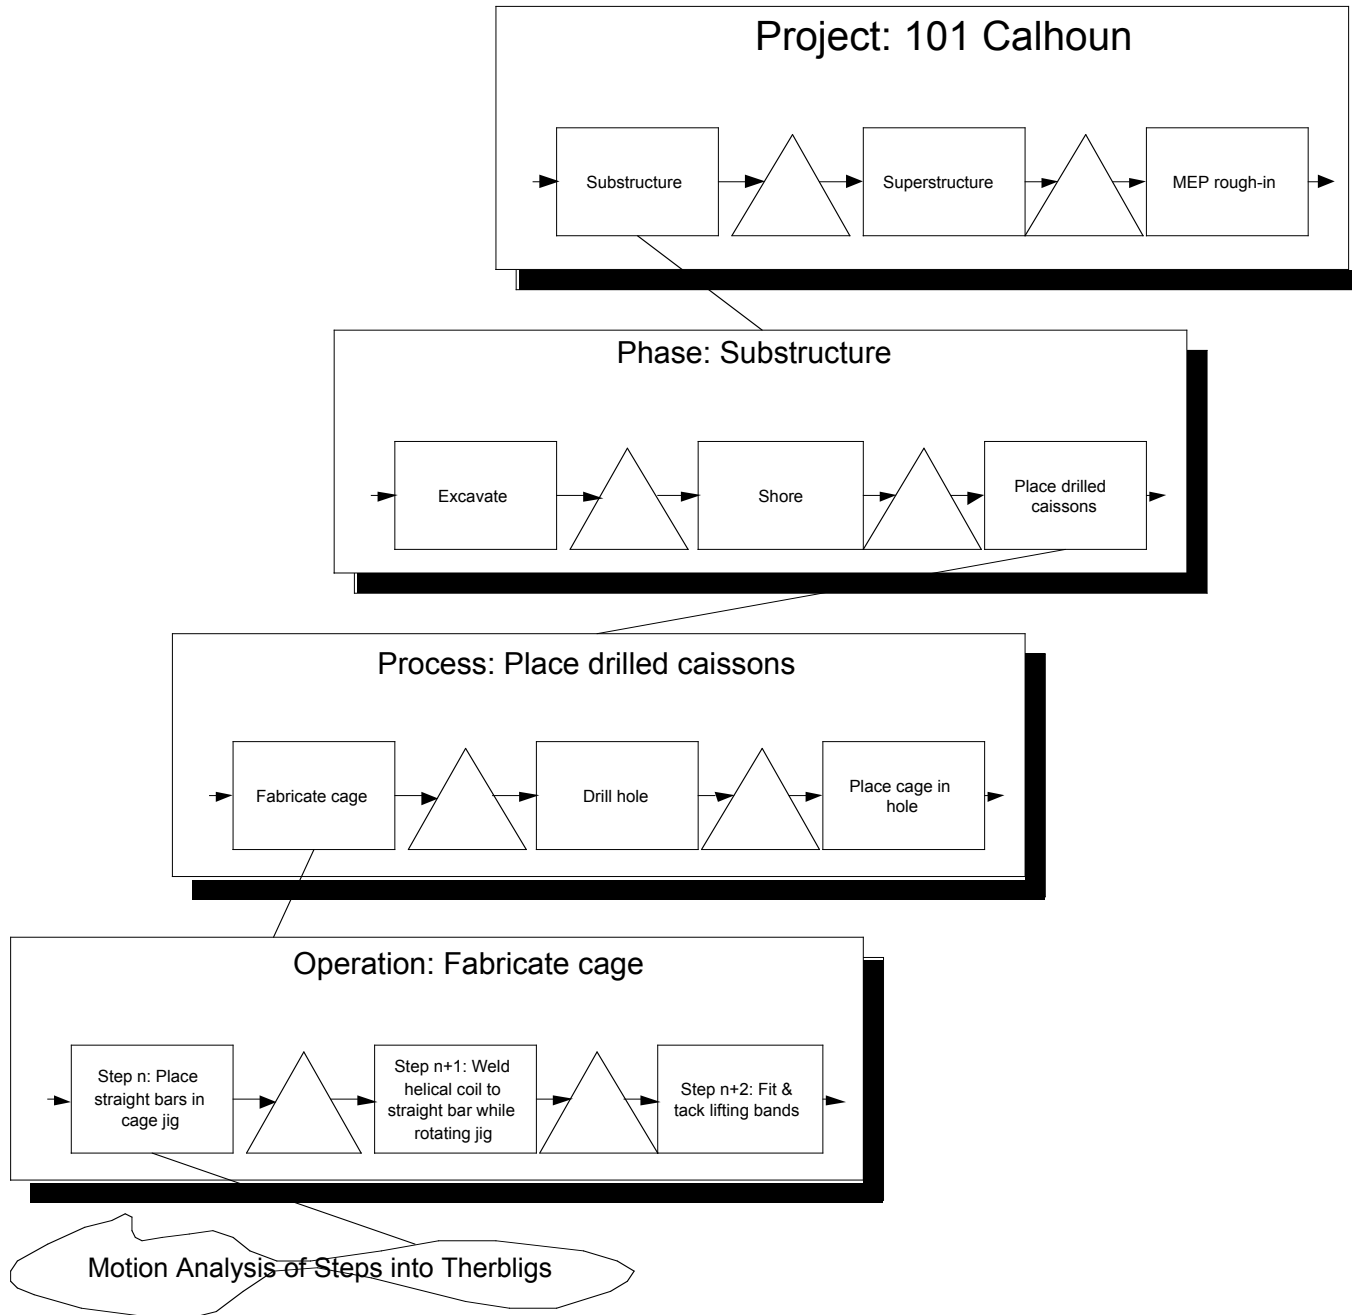 Project: 101 Calhoun
Substructure
Superstructure
MEP rough-in
Phase: Substructure
Excavate
Shore
Place drilled
caissons
Process: Place drilled caissons
Fabricate cage
Drill hole
Place cage in
hole
Operation: Fabricate cage
Step n: Place
straight bars in
cage jig
Step n+1: Weld
helical coil to
straight bar while
rotating jig
Step n+2: Fit &
tack lifting bands
Motion Analysis of Steps into Therbligs